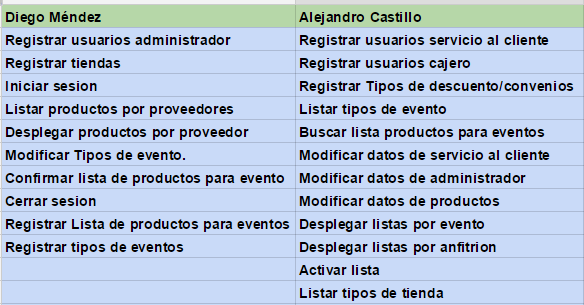 Diego Méndez Alejandro Castillo
Registrar usuarios administrador Registrar usuarios servicio al cliente
Registrar tiendas Registrar usuarios cajero
Iniciar sesion Registrar Tipos de descuento/convenios
Listar productos por proveedores Listar tipos de evento
Desplegar productos por proveedor Buscar lista productos para eventos
Modificar Tipos de evento. Modificar datos de servicio al cliente
Confirmar lista de productos para evento Modificar datos de administrador
Cerrar sesion Modificar datos de productos
Registrar Lista de productos para eventos Desplegar listas por evento
Registrar tipos de eventos Desplegar listas por anfitrion
Activar lista
Listar tipos de tienda